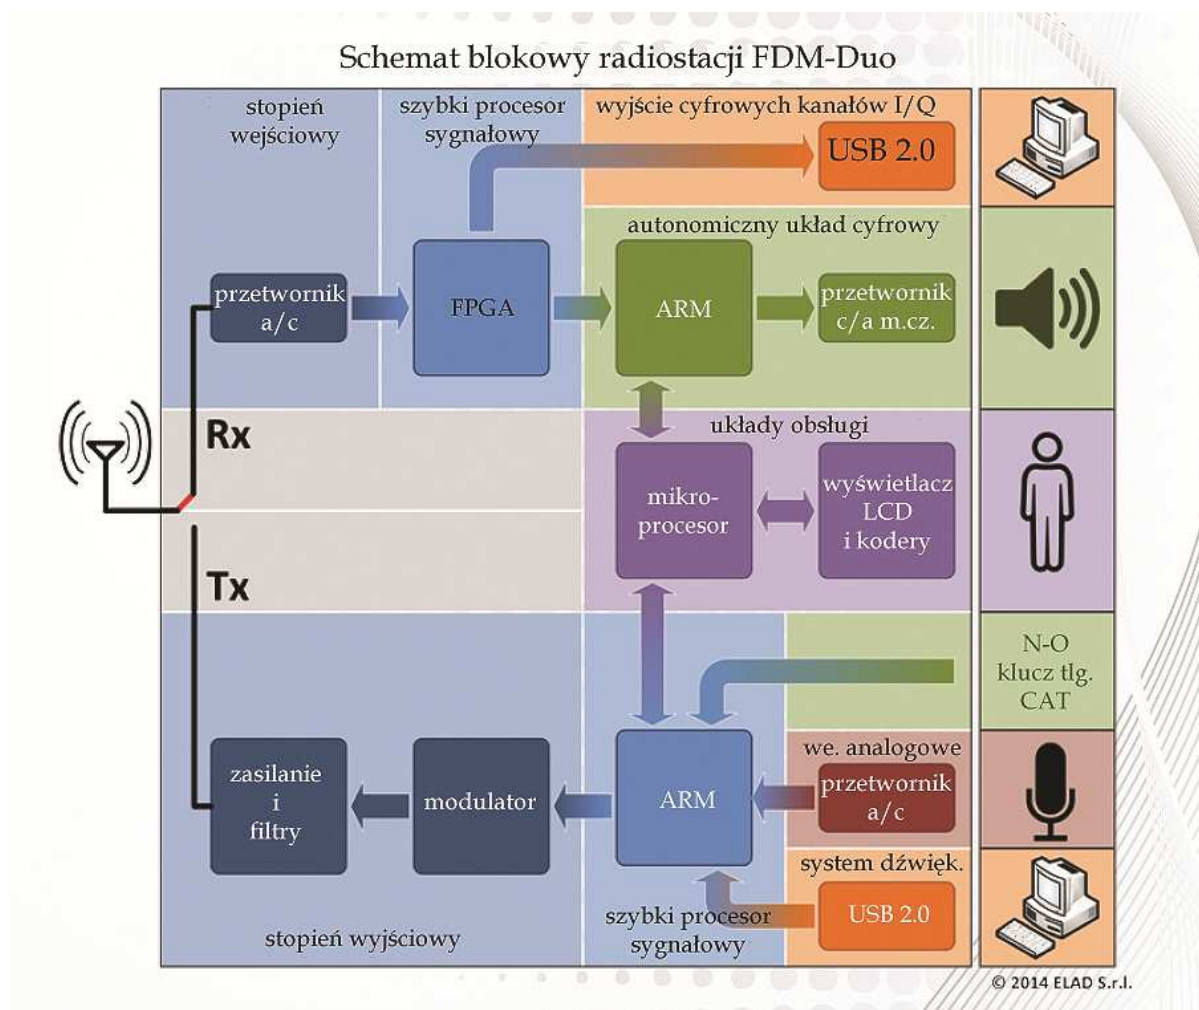 Schemat blokowy radiostacji FDM-Duo
stopień
wejściowy
szybki procesor
sygnałowy
wyjście cyfrowych kanałów I/Q
USB 2.0
autonomiczny układ cyfrowy
przetwornik
a/c
FPGA
ARM
przetwornik
c/a m.cz.
Rx
układy obsługi
mikro-
procesor
wyświetlacz
LCD
i kodery
Tx
N-O
klucz tlg.
CAT
we. analogowe
zasilanie
i
filtry
modulator
ARM
przetwornik
a/c
system dźwięk.
USB 2.0
stopień wyjściowy
szybki procesor
sygnałowy
© 2014 ELAD S.r.l.